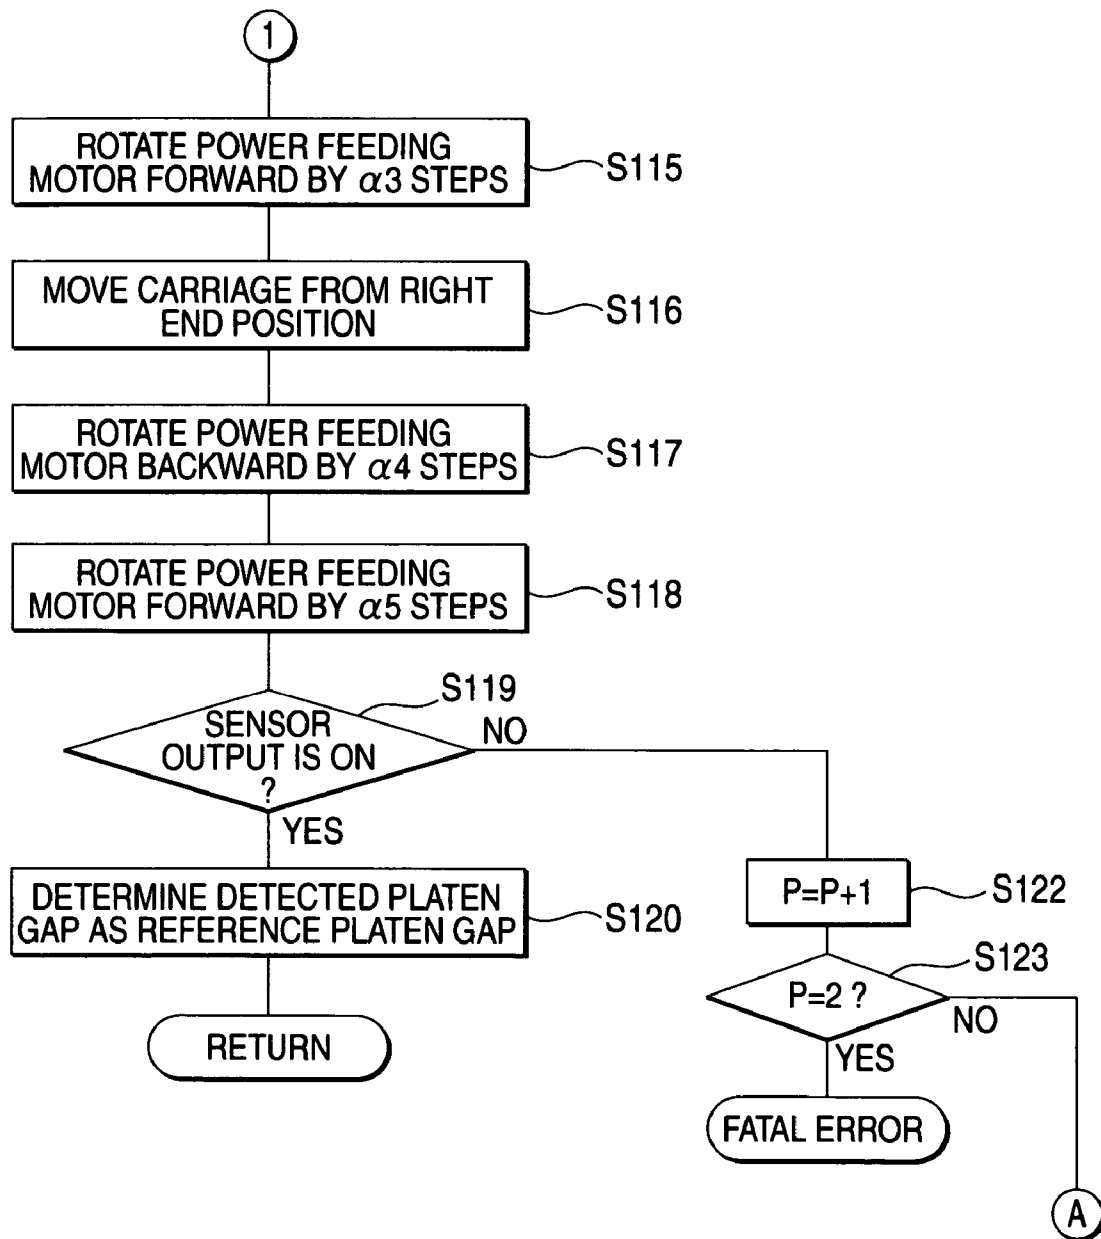 1
ROTATE POWER FEEDING
MOTOR FORWARD BY α3 STEPS
S115
MOVE CARRIAGE FROM RIGHT
END POSITION
S116
ROTATE POWER FEEDING
MOTOR BACKWARD BY α4 STEPS
S117
ROTATE POWER FEEDING
MOTOR FORWARD BY α5 STEPS
S118
S119
SENSOR
OUTPUT IS ON
?
NO
YES
DETERMINE DETECTED PLATEN
GAP AS REFERENCE PLATEN GAP
S120
RETURN
P=P+1
S122
S123
P=2 ?
NO
YES
FATAL ERROR
A